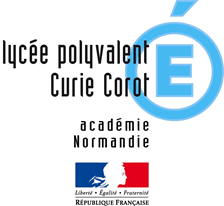 lycée polyvalent
Curie Corot
É
académie
Normandie
Liberté • Égalité • Fraternité
RÉPUBLIQUE FRANÇAISE